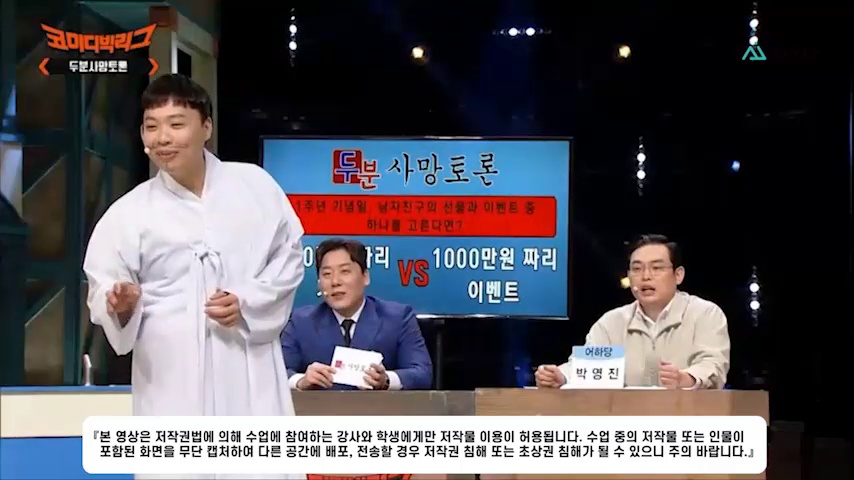 코미디빅리그
두분사망토론
두분 사망토론
1주년 기념일, 남자친구의 선물과 이벤트 중
하나를 고른다면?
짜리 VS 1000만원 짜리
이벤트
어하당
박영진
『본 영상은 저작권법에 의해 수업에 참여하는 강사와 학생에게만 저작물 이용이 허용됩니다. 수업 중의 저작물 또는 인물이
포함된 화면을 무단 캡처하여 다른 공간에 배포, 전송할 경우 저작권 침해 또는 초상권 침해가 될 수 있으니 주의 바랍니다.』